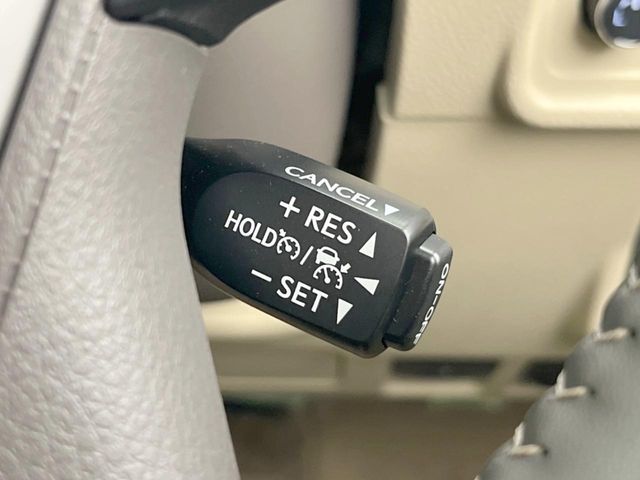 CANCEL▼
+ RES ▲
HOLD /
− SET ▼
ON-OFF